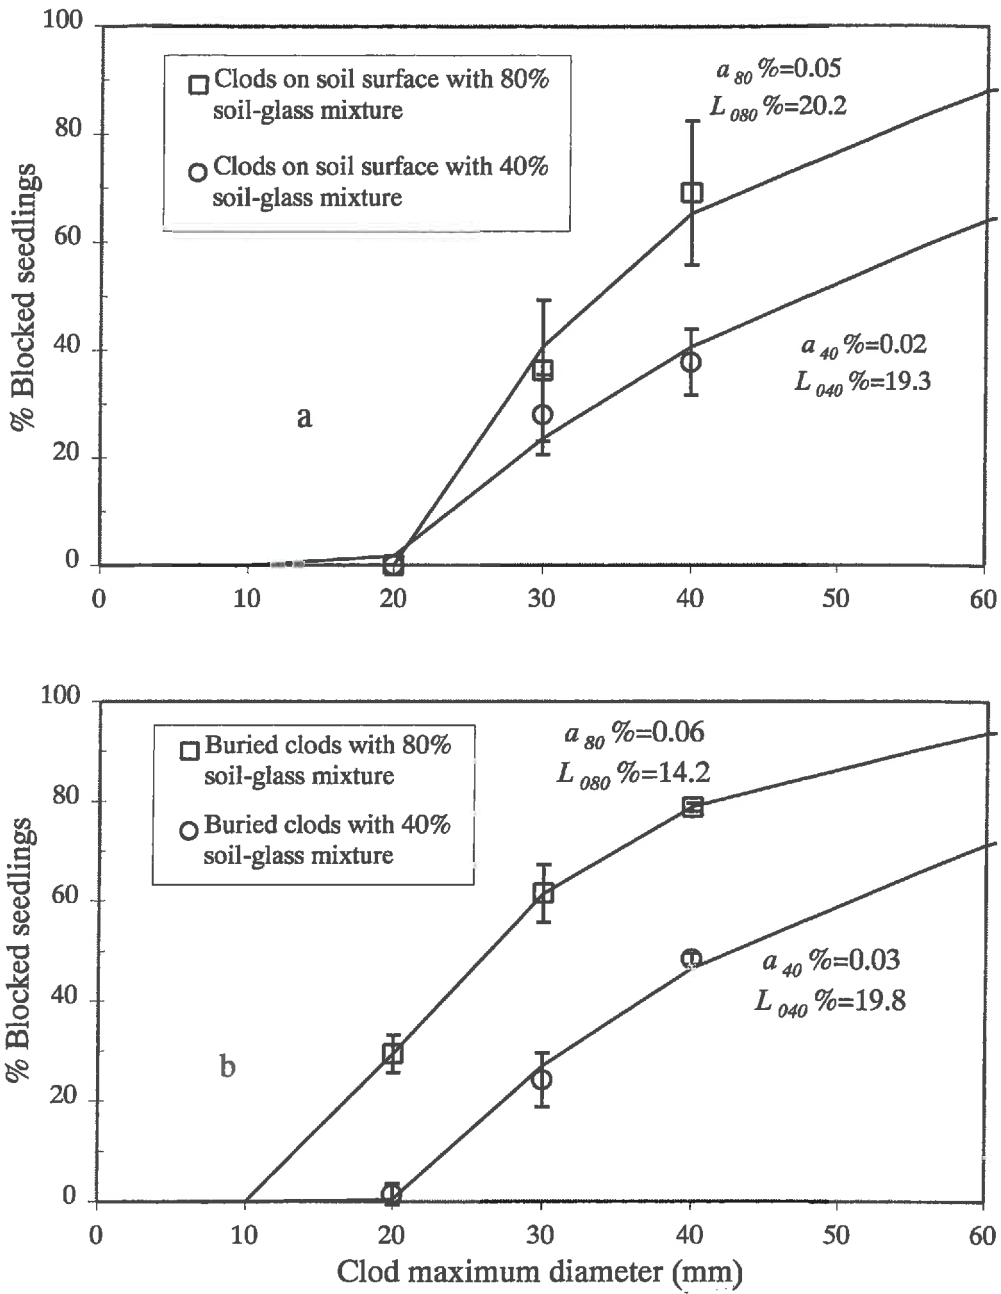 100
80
60
40
20
0
% Blocked seedlings
Clods on soil surface with 80%
soil-glass mixture
Clods on soil surface with 40%
soil-glass mixture
a 80 %=0.05
L 080 %=20.2
a 40 %=0.02
L 040 %=19.3
a
0 10 20 30 40 50 60
100
80
60
40
20
0
% Blocked seedlings
Buried clods with 80%
soil-glass mixture
Buried clods with 40%
soil-glass mixture
a 80 %=0.06
L 080 %=14.2
a 40 %=0.03
L 040 %=19.8
b
0 10 20 30 40 50 60
Clod maximum diameter (mm)